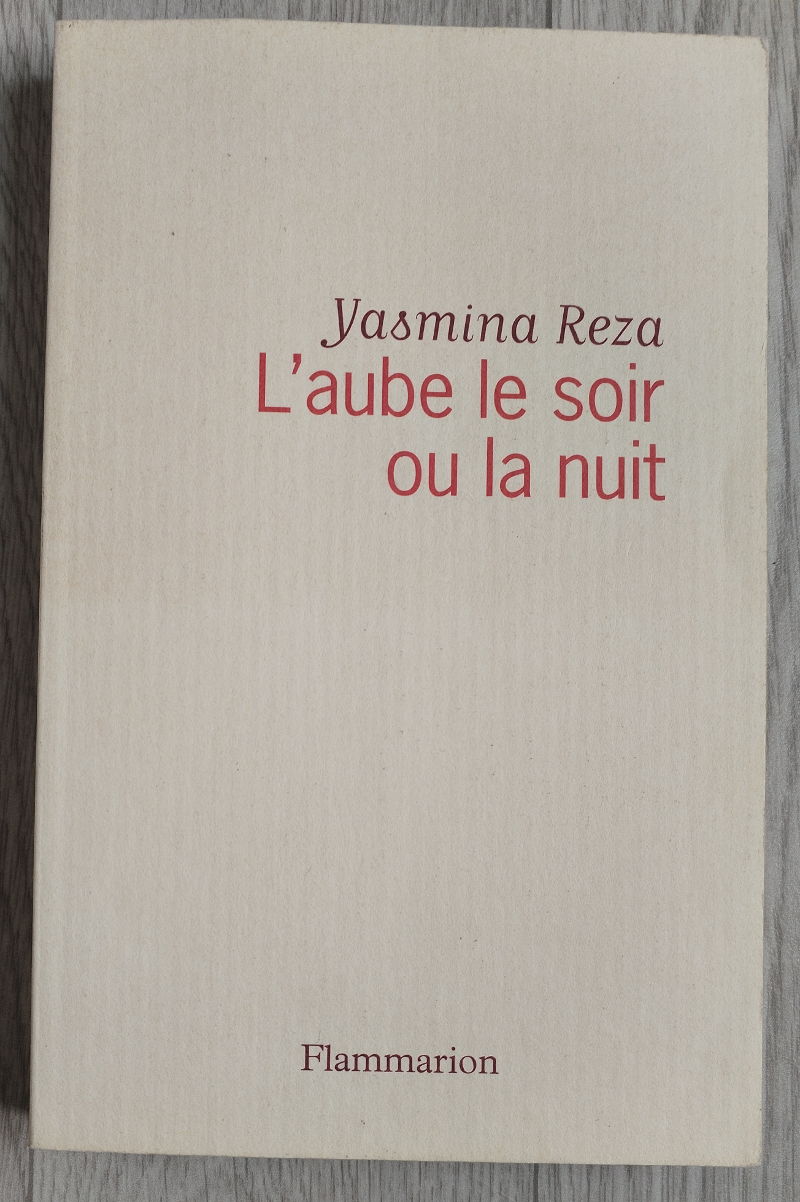 Yasmina Reza
L'aube le soir
ou la nuit
Flammarion